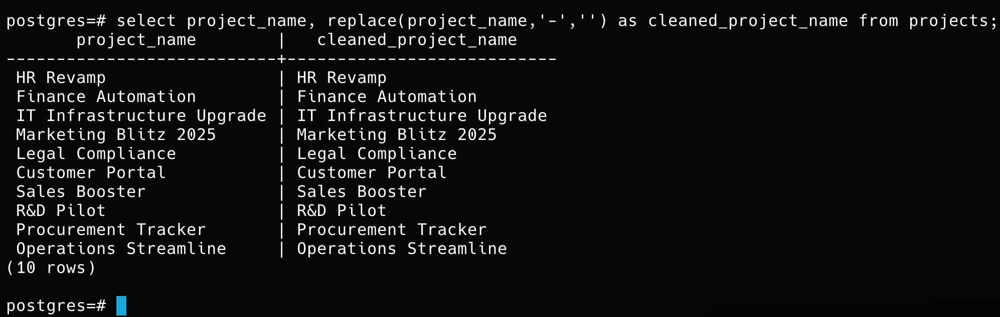 postgres=# select project_name, replace(project_name,'-','') as cleaned_project_name from projects;
       project_name        |   cleaned_project_name
---------------------------+---------------------------
 HR Revamp                 | HR Revamp
 Finance Automation        | Finance Automation
 IT Infrastructure Upgrade | IT Infrastructure Upgrade
 Marketing Blitz 2025      | Marketing Blitz 2025
 Legal Compliance          | Legal Compliance
 Customer Portal           | Customer Portal
 Sales Booster             | Sales Booster
 R&D Pilot                 | R&D Pilot
 Procurement Tracker       | Procurement Tracker
 Operations Streamline     | Operations Streamline
(10 rows)

postgres=#